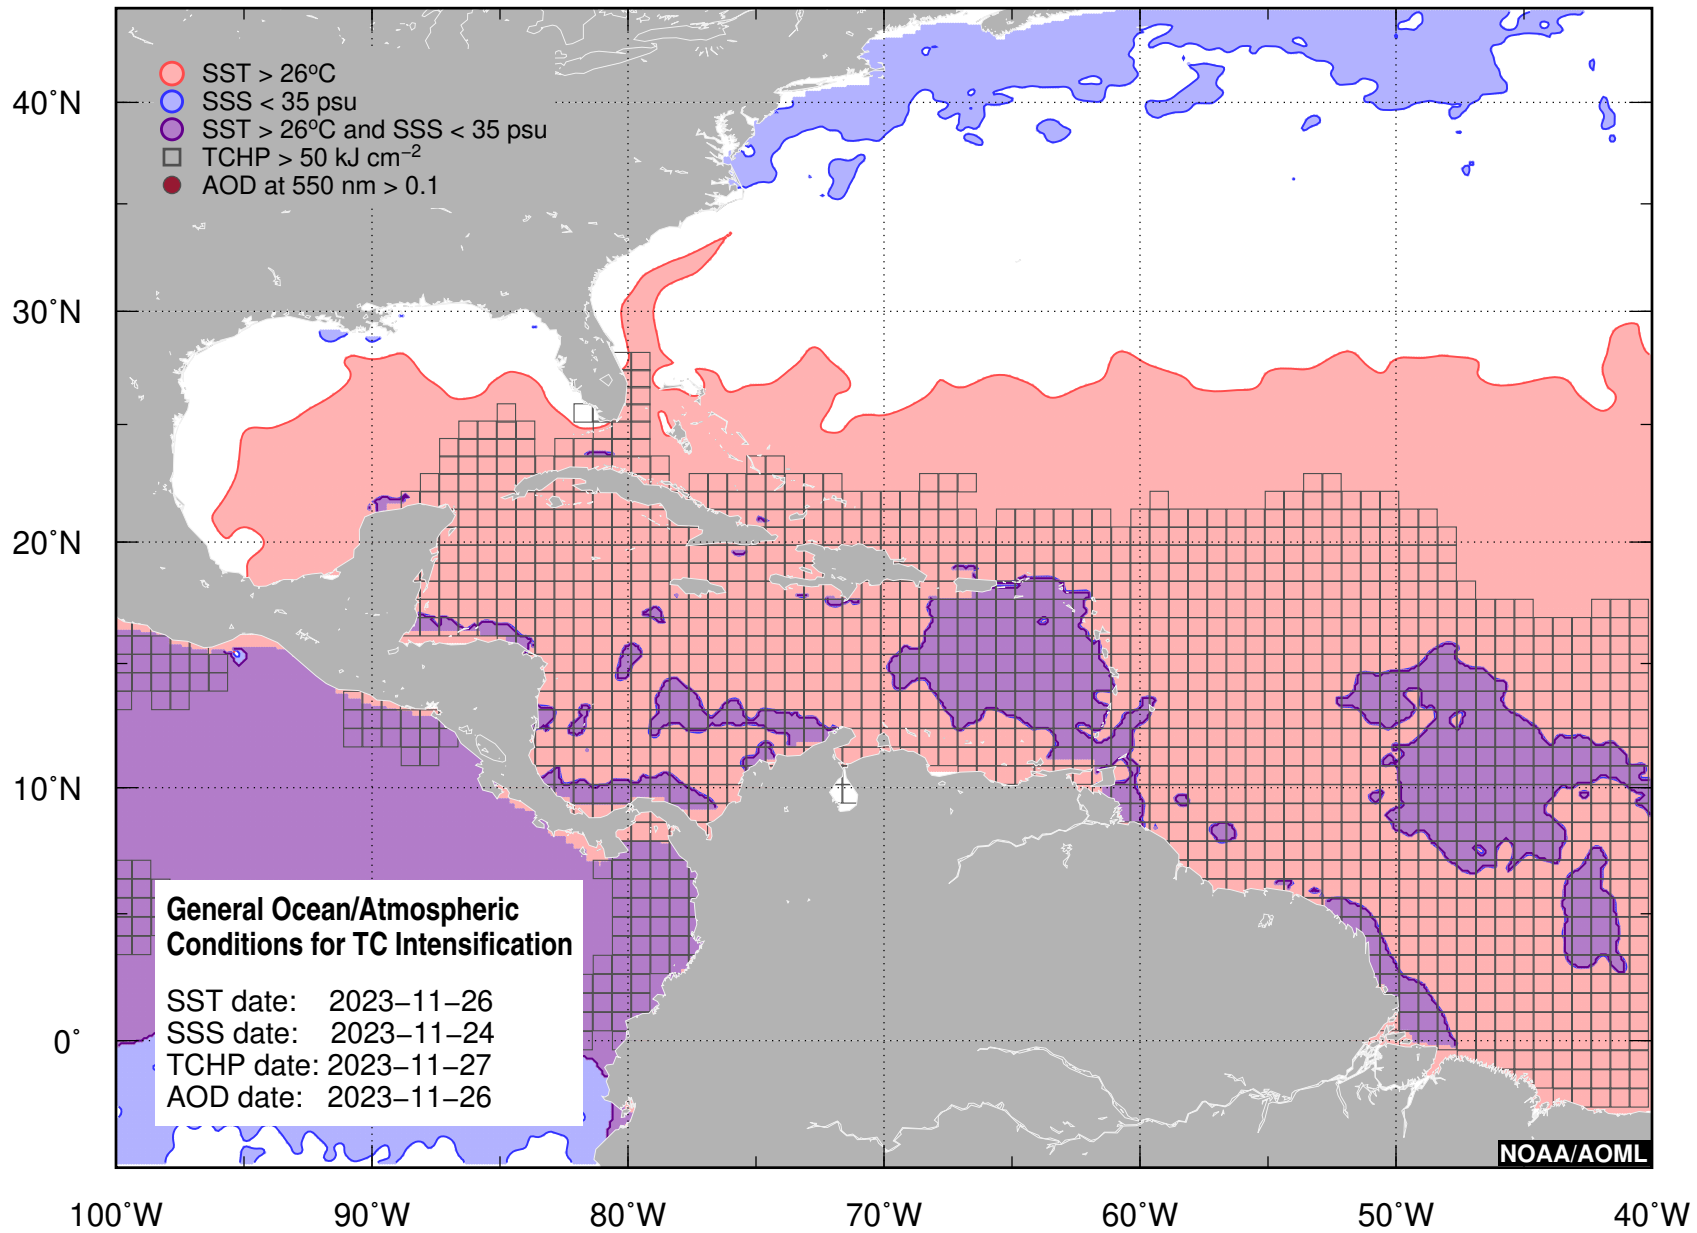 SST > 26°C
SSS < 35 psu
SST > 26°C and SSS < 35 psu
TCHP > 50 kJ cm⁻²
AOD at 550 nm > 0.1
40°N
30°N
20°N
10°N
0°
General Ocean/Atmospheric
Conditions for TC Intensification
SST date: 2023−11−26
SSS date: 2023−11−24
TCHP date: 2023−11−27
AOD date: 2023−11−26
NOAA/AOML
100°W 90°W 80°W 70°W 60°W 50°W 40°W